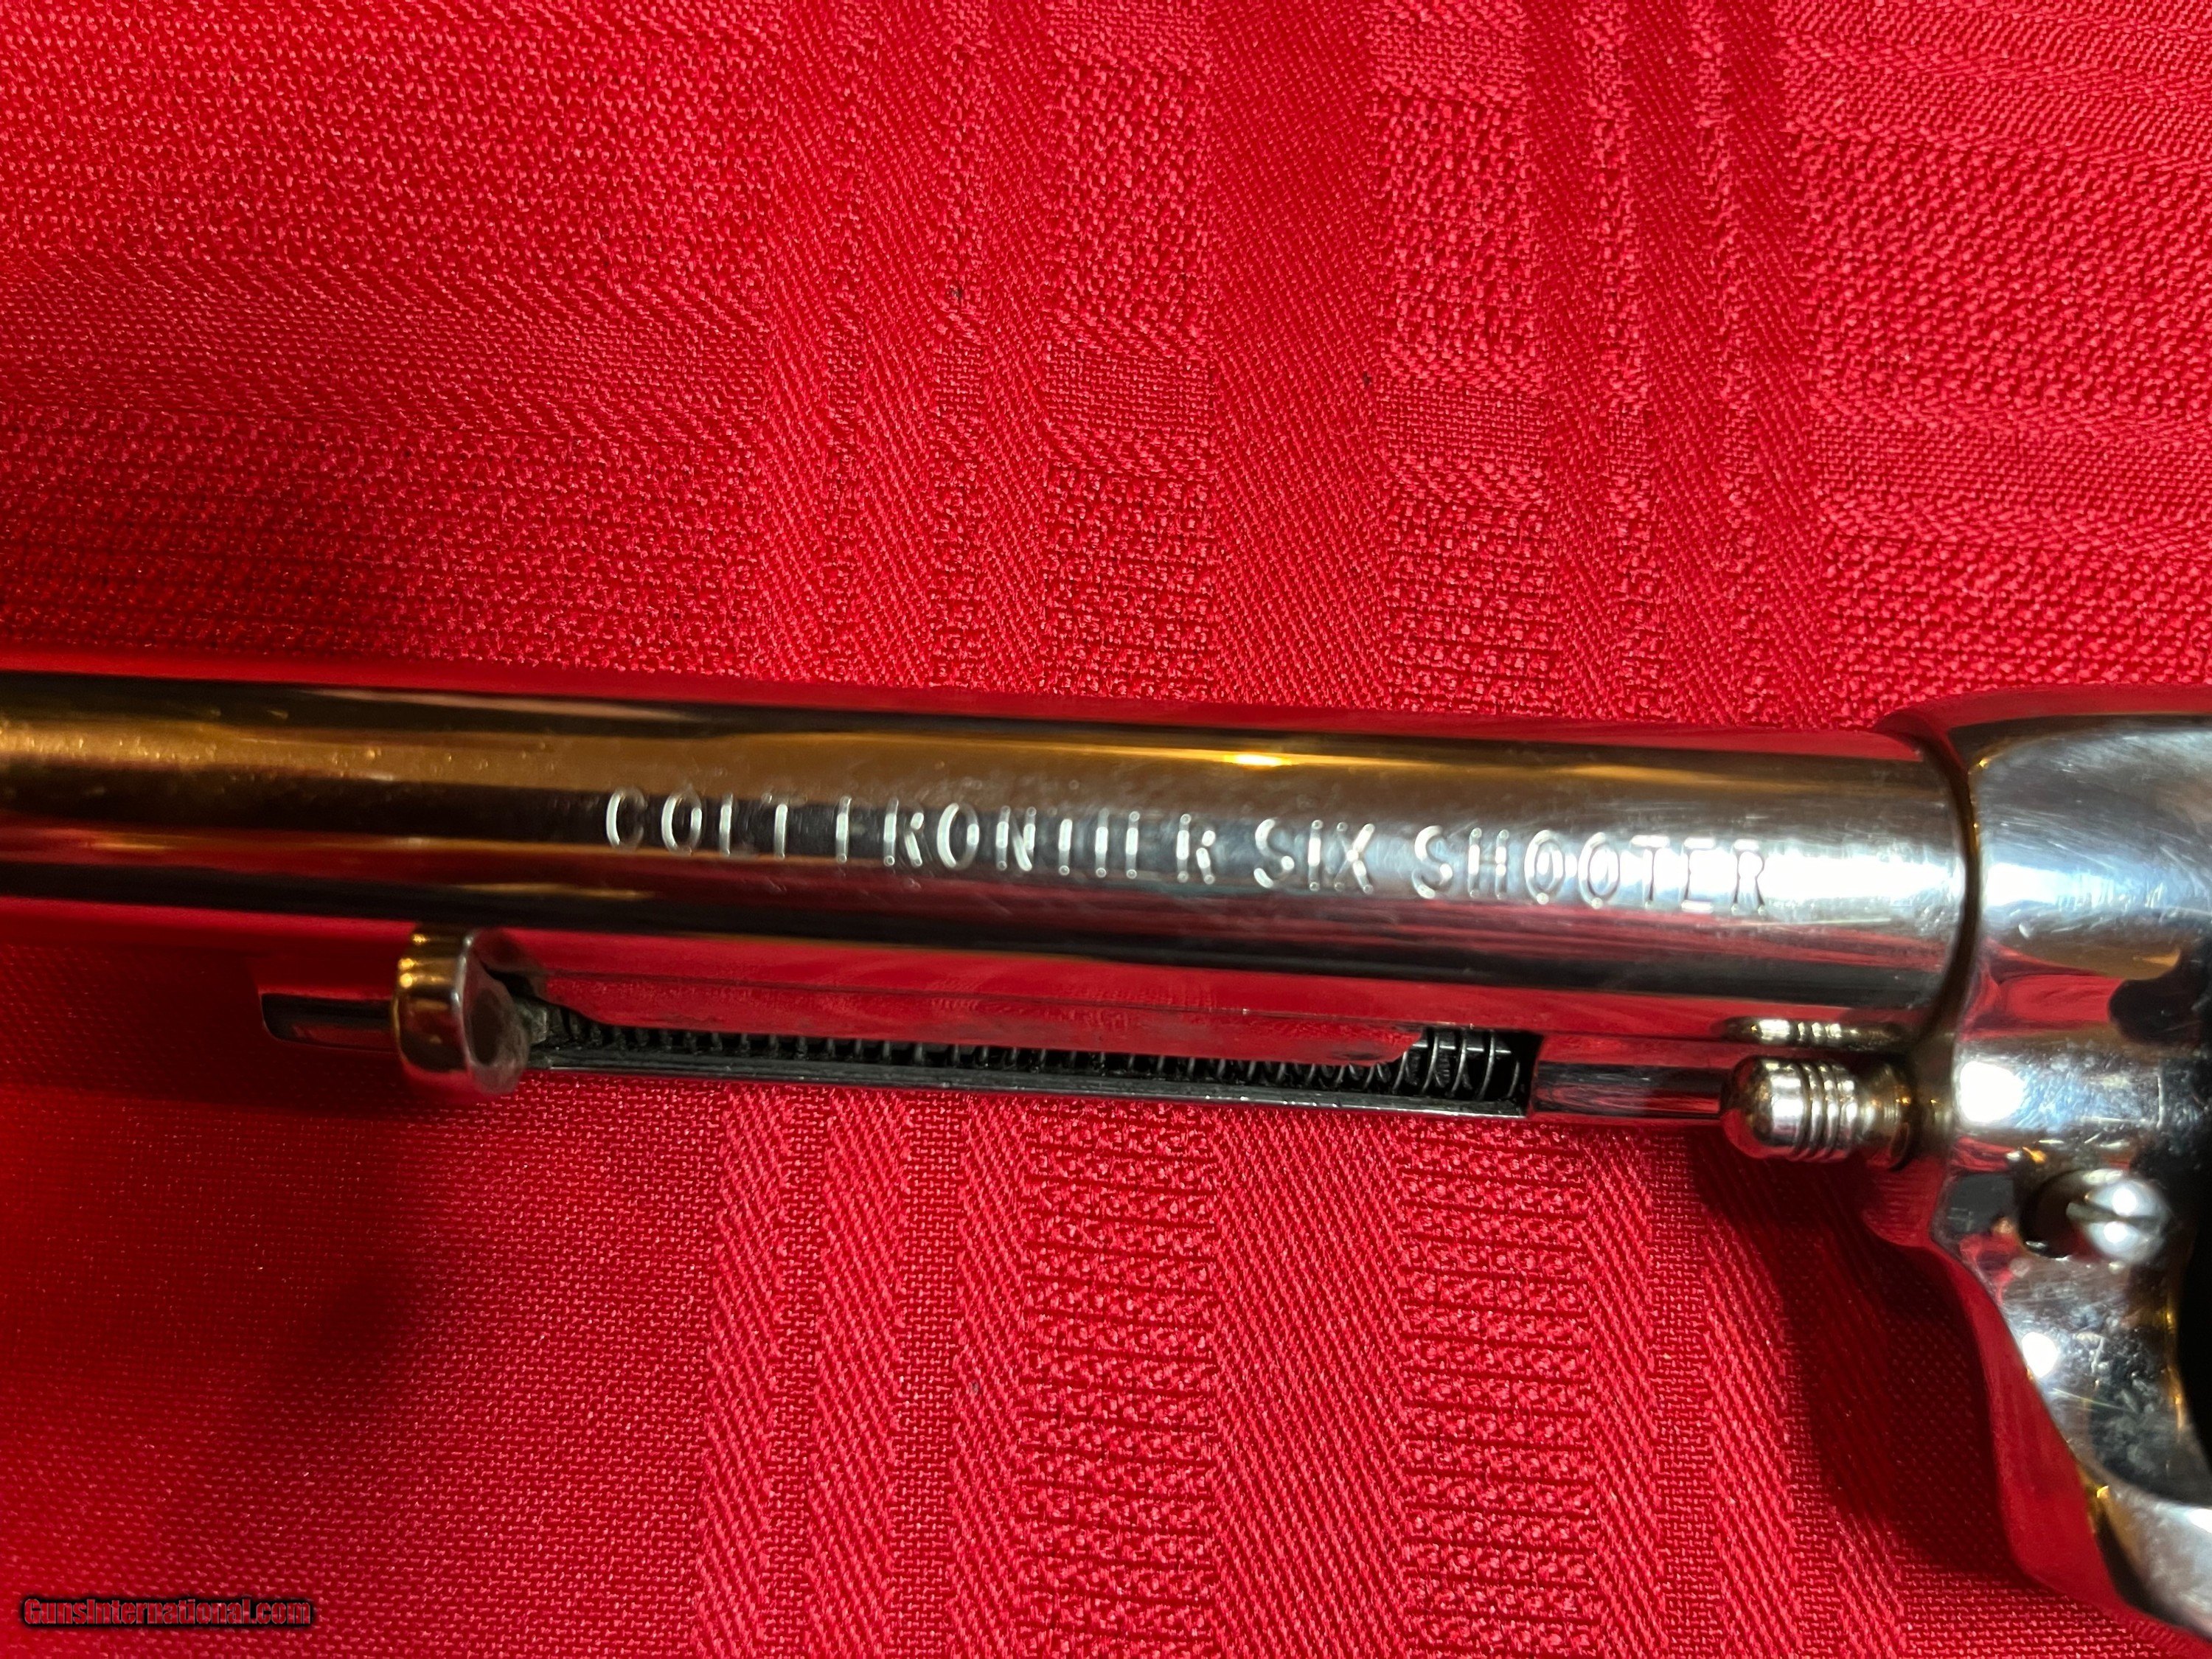 COLT FRONTIER SIX SHOOTER
GunsInternational.com